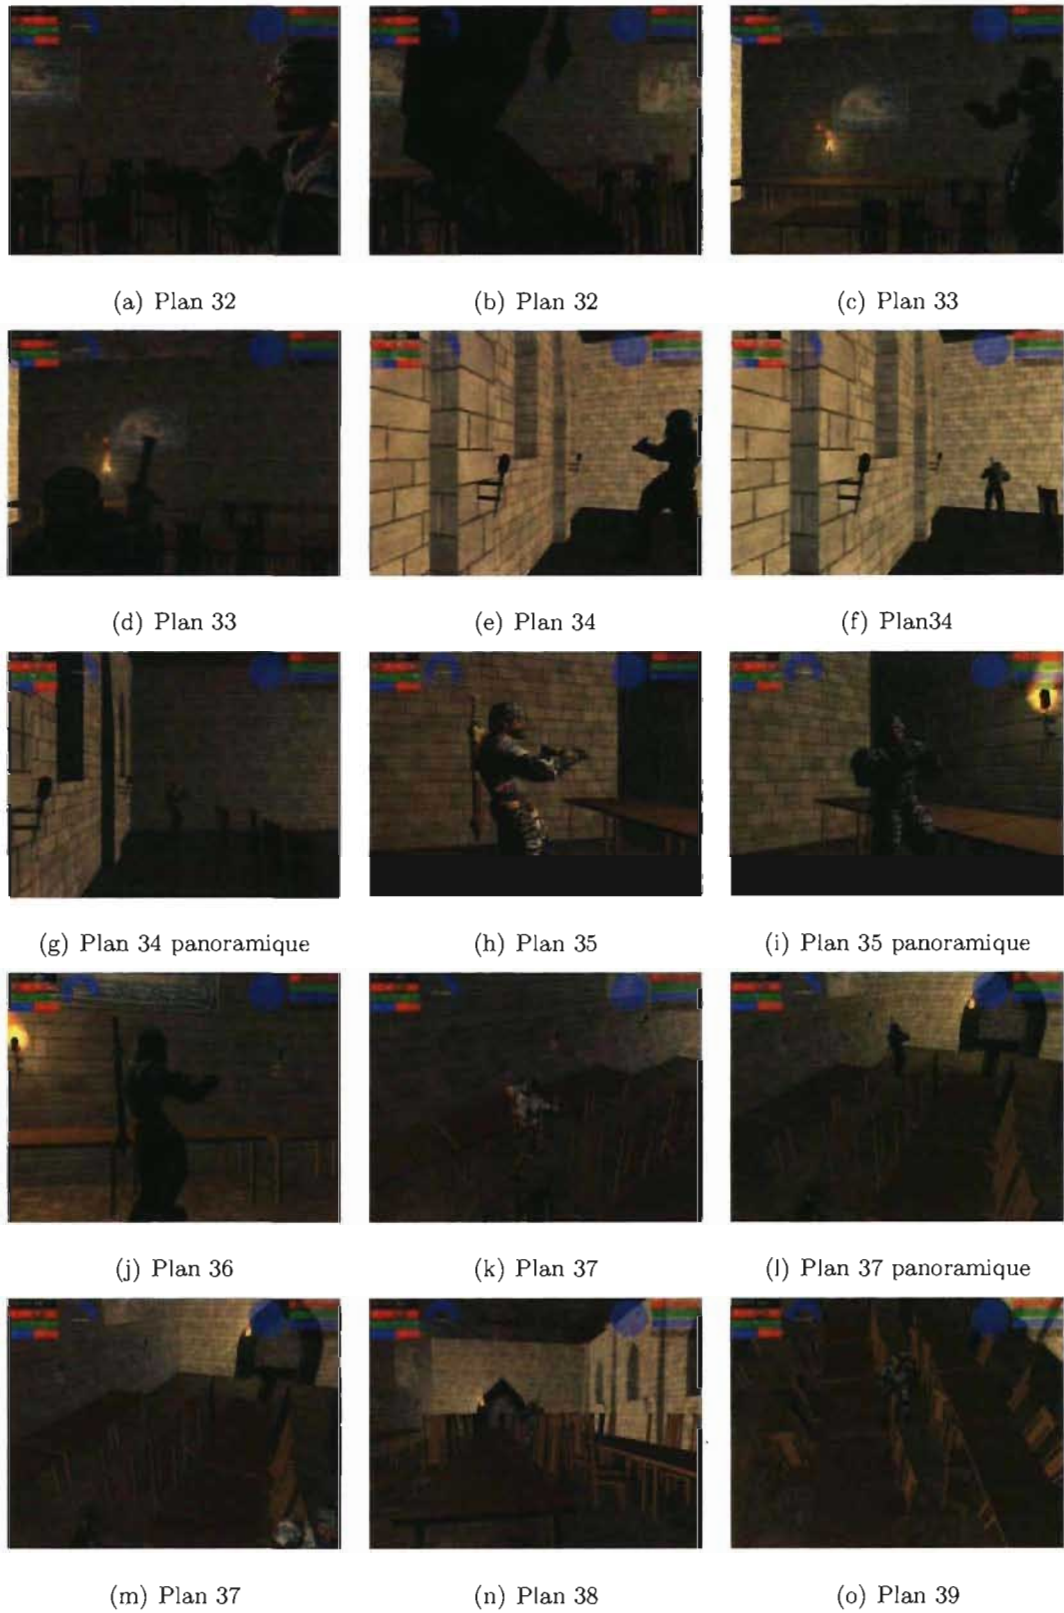 (a) Plan 32
(b) Plan 32
(c) Plan 33
(d) Plan 33
(e) Plan 34
(f) Plan34
(g) Plan 34 panoramique
(h) Plan 35
(i) Plan 35 panoramique
(j) Plan 36
(k) Plan 37
(l) Plan 37 panoramique
(m) Plan 37
(n) Plan 38
(o) Plan 39